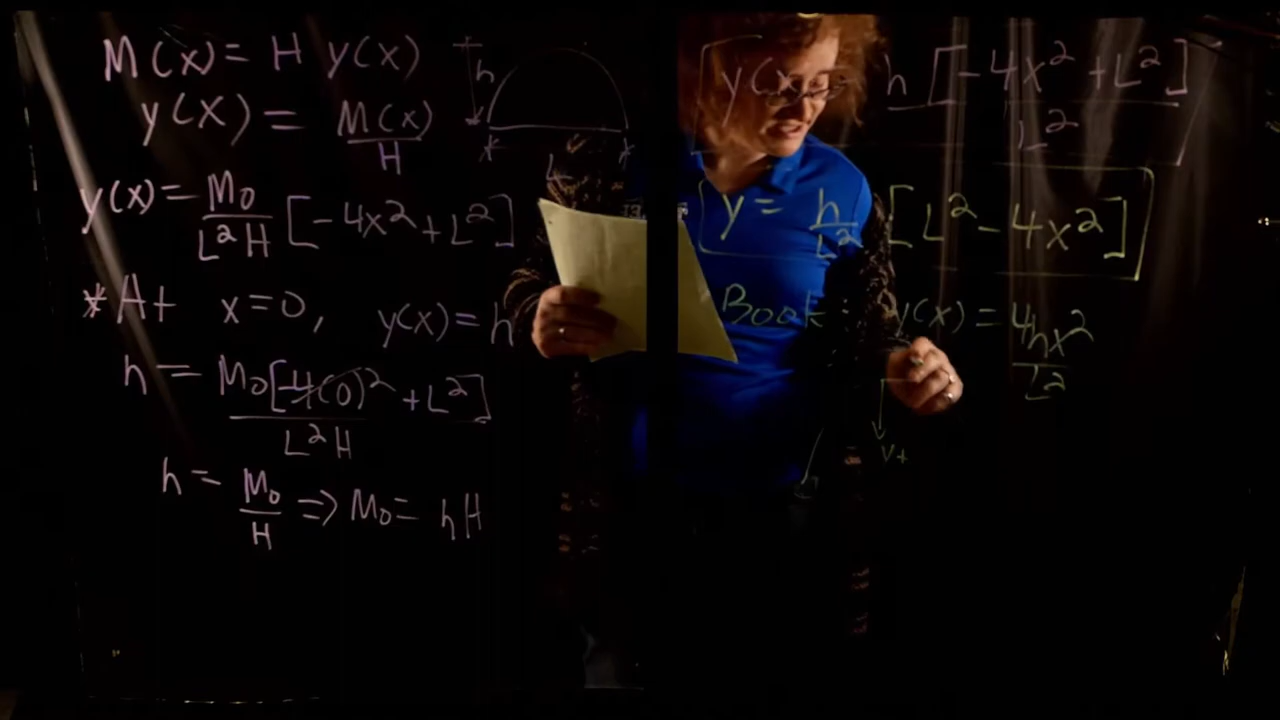 M(x) = H y(x)
y(x) = M(x)/H
h
L
y(x) = M₀/L²H [-4x² + L²]
*At x=0, y(x) = h
h = M₀[-4(0)² + L²]/L²H
h = M₀/H ⇒ M₀ = hH
y(x) = h[-4x² + L²]/L²
y = h/L² [L² - 4x²]
Book: y(x) = 4hx²/L²
y+